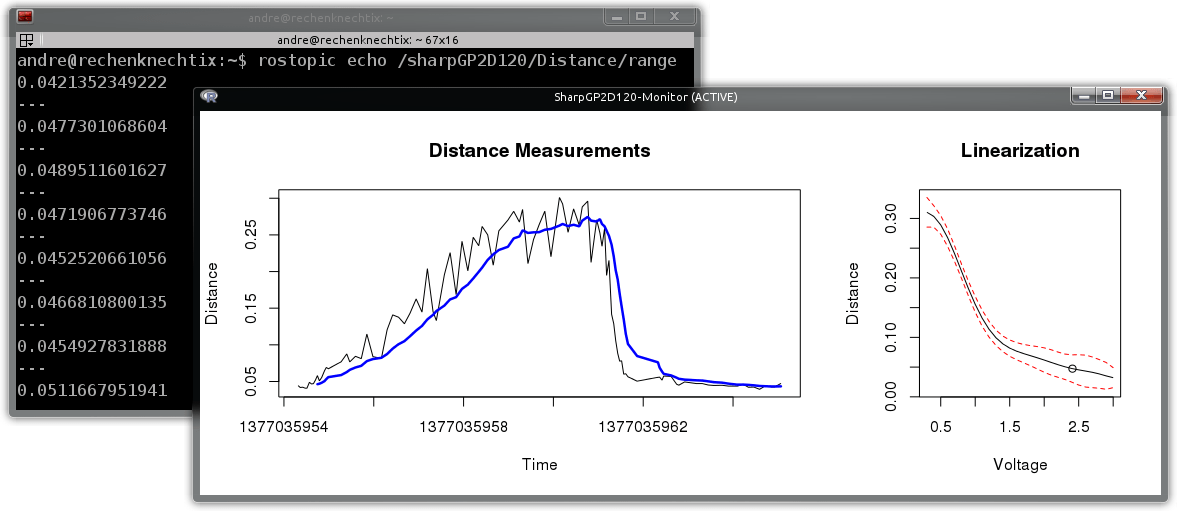 andre@rechenknechtix: ~
andre@rechenknechtix: ~ 67x16
andre@rechenknechtix:~$ rostopic echo /sharpGP2D120/Distance/range
0.0421352349222
---
0.0477301068604
---
0.0489511601627
---
0.0471906773746
---
0.0452520661056
---
0.0466810800135
---
0.0454927831888
---
0.0511667951941
SharpGP2D120-Monitor (ACTIVE)
Distance Measurements
Distance
0.25
0.15
0.05
1377035954 1377035958 1377035962
Time
Linearization
Distance
0.30
0.20
0.10
0.00
0.5 1.5 2.5
Voltage